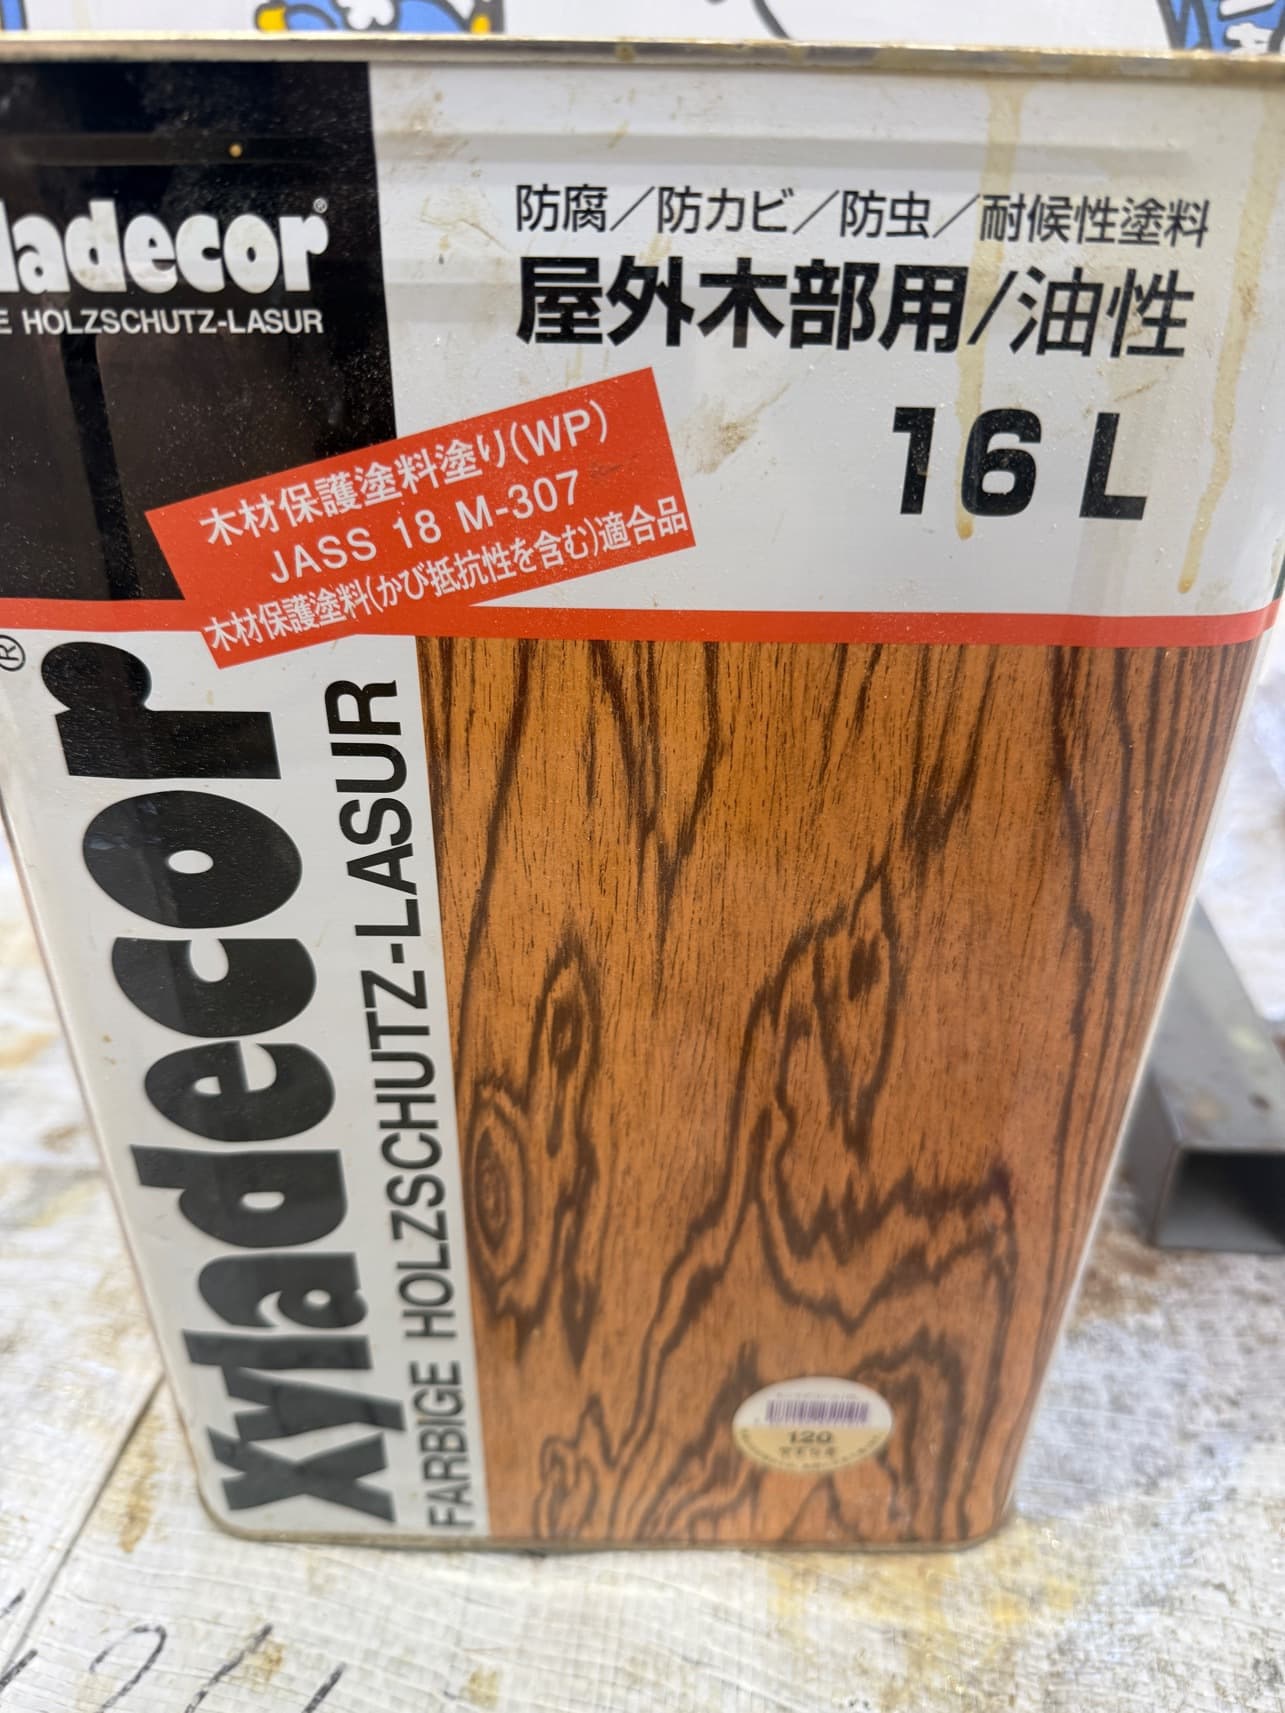 ladecor®
E HOLZSCHUTZ-LASUR
防腐／防カビ／防虫／耐候性塗料
屋外木部用/油性
16 L
木材保護塗料塗り(WP)
JASS 18 M-307
木材保護塗料(かび抵抗性を含む)適合品
xyladecor®
FARBIGE HOLZSCHUTZ-LASUR
120